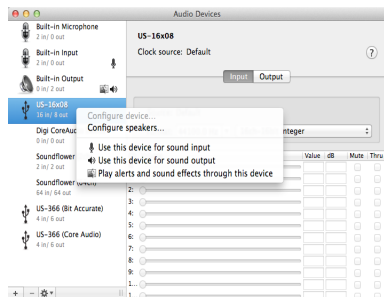 Audio Devices
Built-in Microphone
2 in/ 0 out
Built-in Input
2 in/ 0 out
Built-in Output
0 in/ 2 out
US-16x08
16 in/ 8 out
Digi CoreAud
0 in/ 0 out
Soundflower
2 in/ 2 out
Soundflower
64 in/ 64 out
US-366 (Bit Accurate)
4 in/ 6 out
US-366 (Core Audio)
4 in/ 6 out
US-16x08
Clock source: Default
?
Input Output
Configure device...
Configure speakers...
Use this device for sound input
Use this device for sound output
Play alerts and sound effects through this device
nteger
Value dB Mute Thru
2:
3:
4:
5:
6:
7:
8:
9:
1...